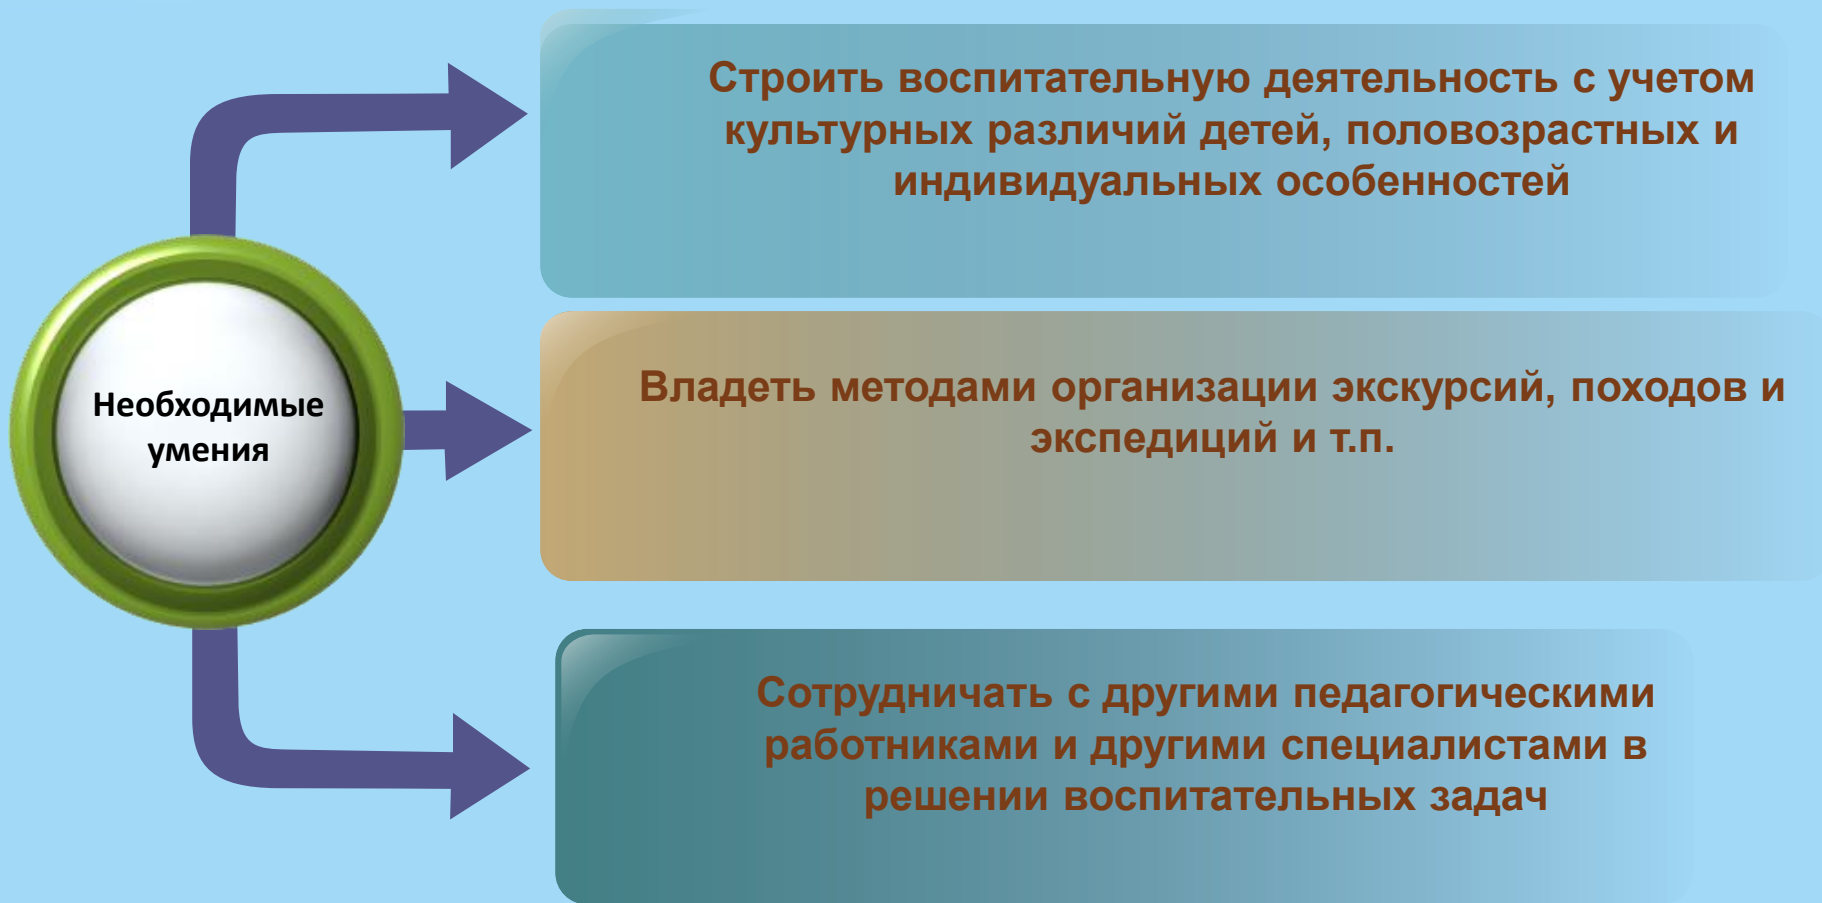 Строить воспитательную деятельность с учетом
культурных различий детей, половозрастных и
индивидуальных особенностей
Необходимые
умения
Владеть методами организации экскурсий, походов и
экспедиций и т.п.
Сотрудничать с другими педагогическими
работниками и другими специалистами в
решении воспитательных задач